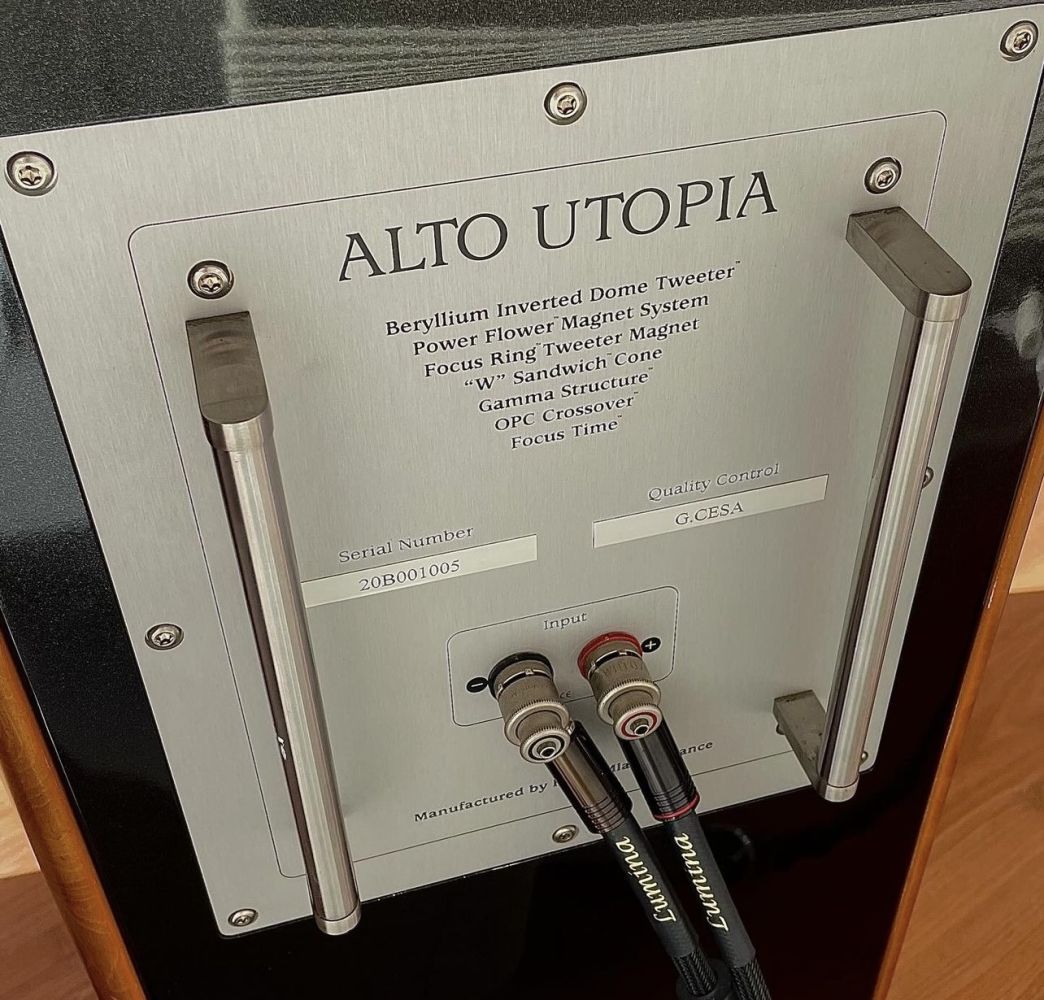 ALTO UTOPIA
Beryllium Inverted Dome Tweeter™
Power Flower™ Magnet System
Focus Ring™ Tweeter Magnet
“W” Sandwich™ Cone
Gamma Structure™
OPC Crossover™
Focus Time™
Quality Control
G.CESA
Serial Number
20B001005
Input
+
−
Manufactured by
Lumina
Lumina